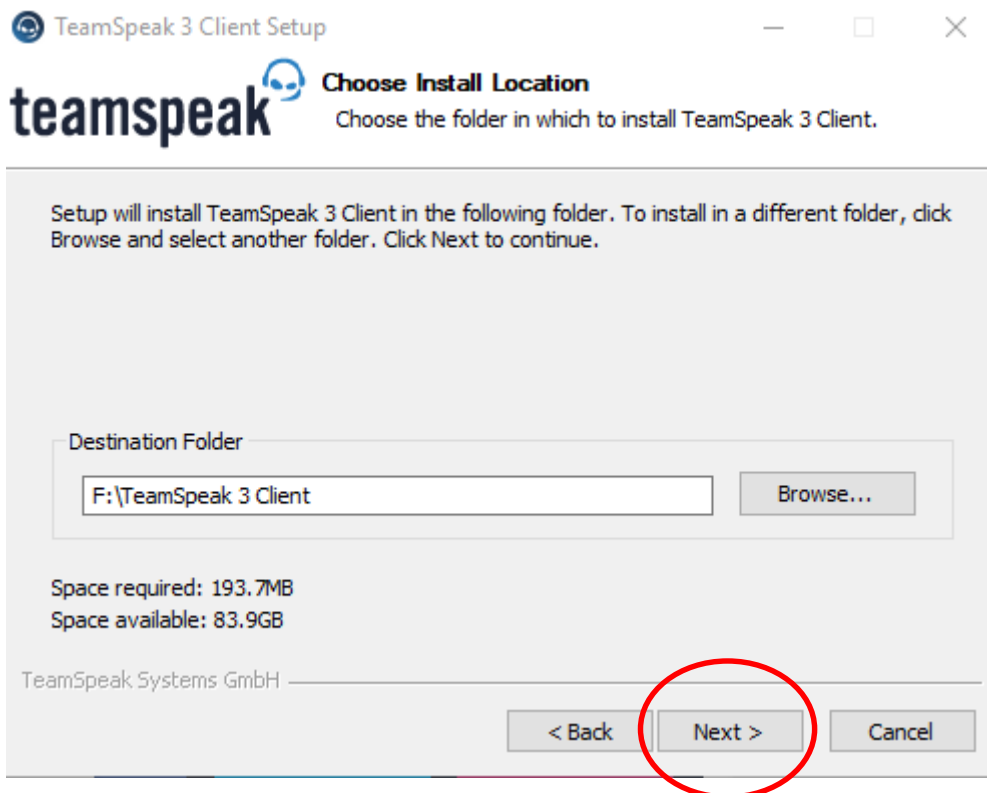 TeamSpeak 3 Client Setup
teamspeak
Choose Install Location
Choose the folder in which to install TeamSpeak 3 Client.
Setup will install TeamSpeak 3 Client in the following folder. To install in a different folder, click
Browse and select another folder. Click Next to continue.
Destination Folder
F:\TeamSpeak 3 Client
Browse...
Space required: 193.7MB
Space available: 83.9GB
TeamSpeak Systems GmbH
< Back
Next >
Cancel